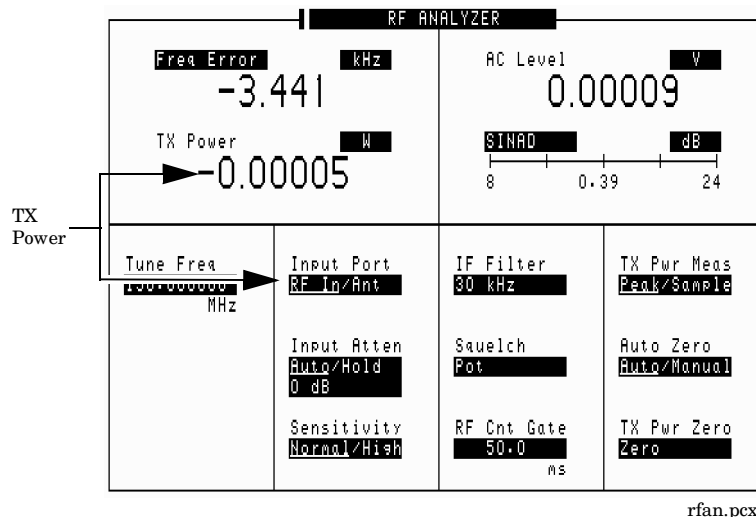 RF ANALYZER
Freq Error kHz
-3.441
AC Level V
0.00009
TX Power W
-0.00005
SINAD dB
8 0.39 24
TX
Power
Tune Freq
MHz
Input Port
RF In/Ant
IF Filter
30 kHz
TX Pwr Meas
Peak/Sample
Input Atten
Auto/Hold
0 dB
Squelch
Pot
Auto Zero
Auto/Manual
Sensitivity
Normal/High
RF Cnt Gate
50.0
ms
TX Pwr Zero
Zero
rfan.pcx